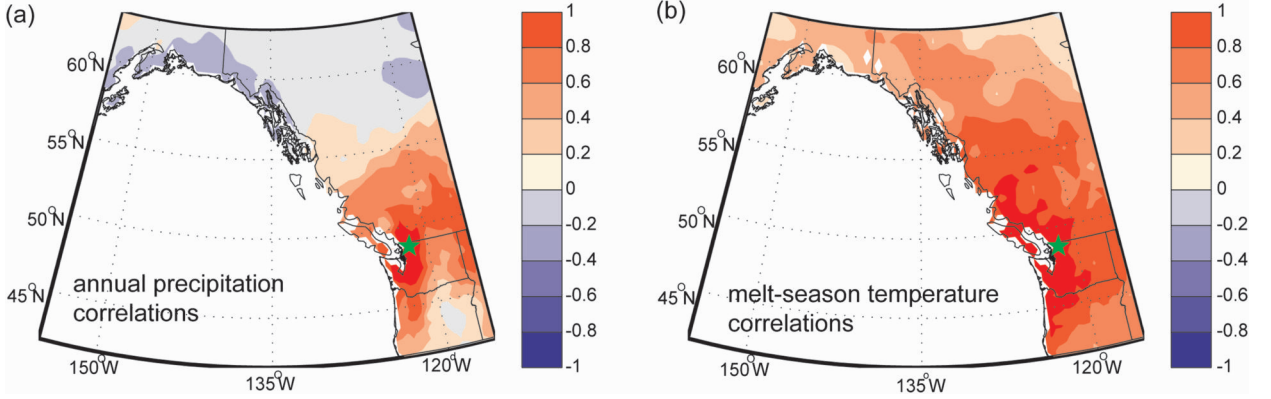 (a)
60°N
55°N
50°N
45°N
150°W
135°W
120°W
annual precipitation
correlations
1
0.8
0.6
0.4
0.2
0
-0.2
-0.4
-0.6
-0.8
-1
(b)
60°N
55°N
50°N
45°N
150°W
135°W
120°W
melt-season temperature
correlations
1
0.8
0.6
0.4
0.2
0
-0.2
-0.4
-0.6
-0.8
-1